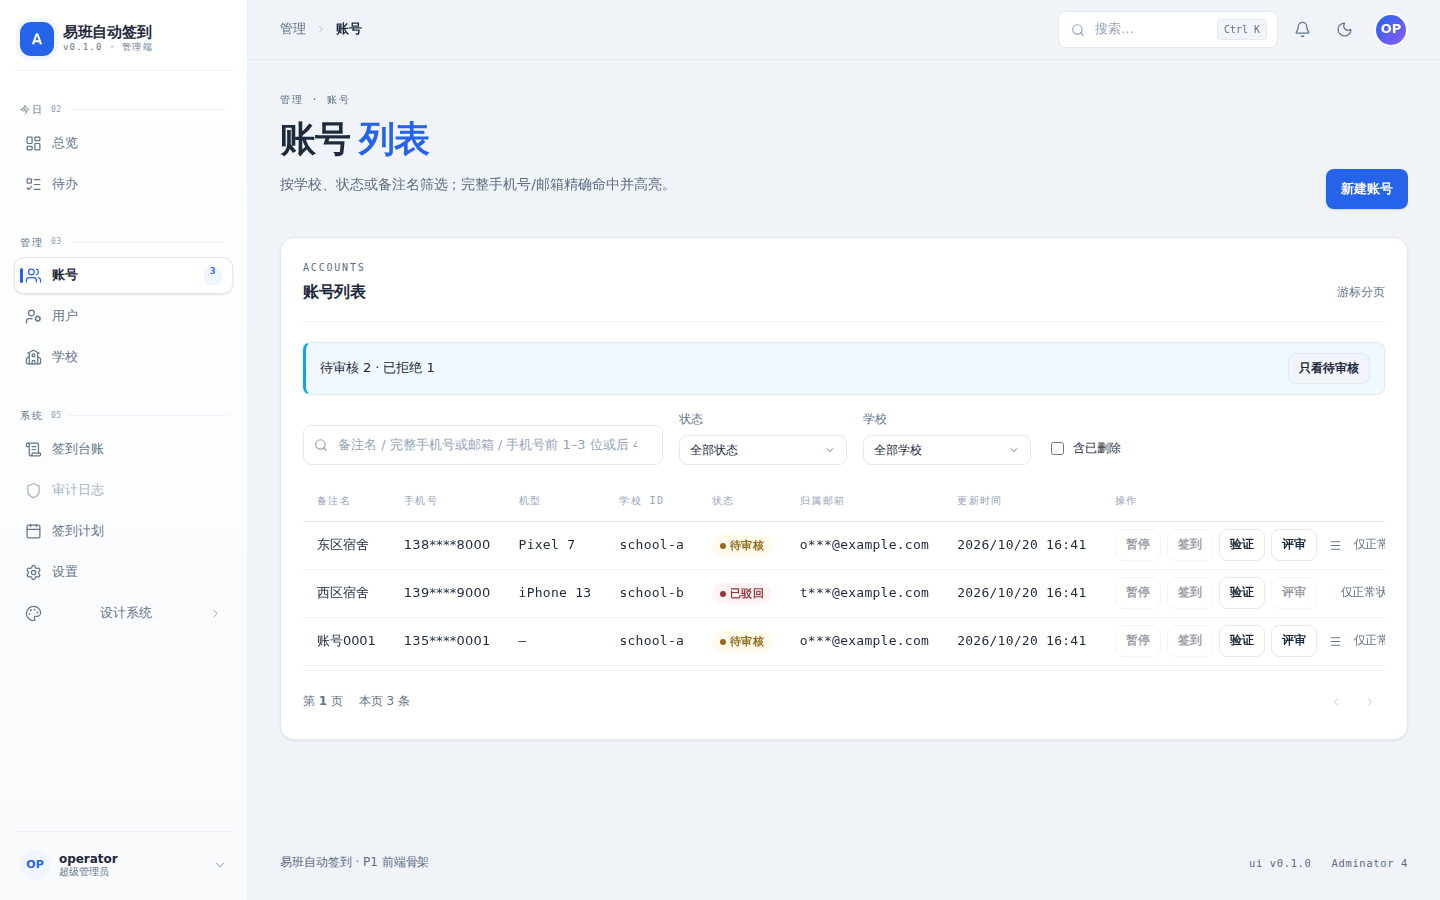 A
易班自动签到
v0.1.0 · 管理端
今日 02
总览
待办
管理 03
账号 3
用户
学校
系统 05
签到台账
审计日志
签到计划
设置
设计系统
OP
operator
超级管理员
管理 › 账号
搜索… Ctrl K
OP
管理 · 账号
账号 列表
按学校、状态或备注名筛选；完整手机号/邮箱精确命中并高亮。
新建账号
ACCOUNTS
账号列表
游标分页
待审核 2 · 已拒绝 1
只看待审核
状态 学校
备注名 / 完整手机号或邮箱 / 手机号前 1–3 位或后 全部状态 全部学校 含已删除
备注名 手机号 机型 学校 ID 状态 归属邮箱 更新时间 操作
东区宿舍 138****8000 Pixel 7 school-a 待审核 o***@example.com 2026/10/20 16:41 暂停 签到 验证 评审 仅正常
西区宿舍 139****9000 iPhone 13 school-b 已驳回 t***@example.com 2026/10/20 16:41 暂停 签到 验证 评审 仅正常状
账号0001 135****0001 — school-a 待审核 o***@example.com 2026/10/20 16:41 暂停 签到 验证 评审 仅正常
第 1 页 本页 3 条
易班自动签到 · P1 前端骨架
ui v0.1.0 Adminator 4